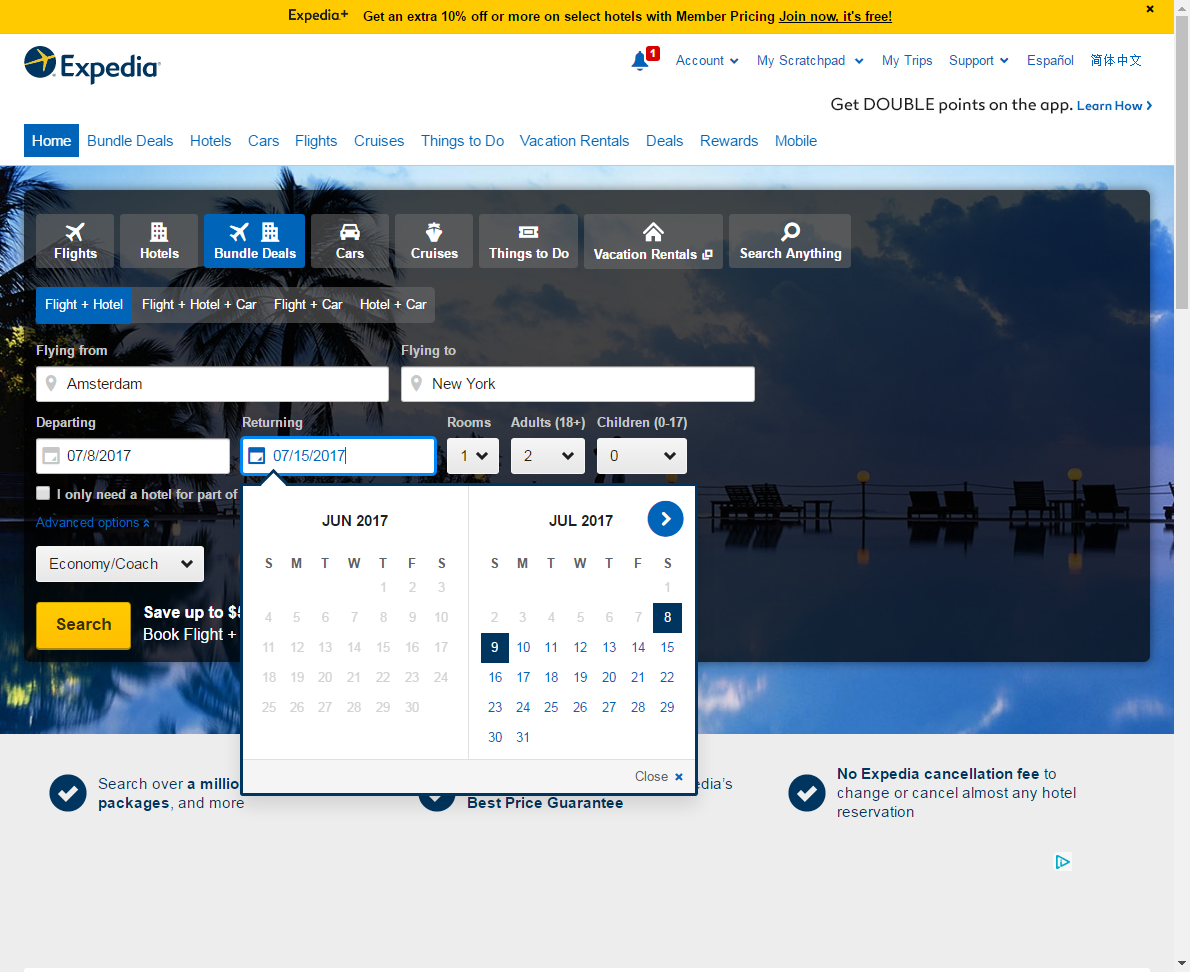 Expedia+ Get an extra 10% off or more on select hotels with Member Pricing Join now, it's free! ×
Expedia
1 Account My Scratchpad My Trips Support Español 简体中文
Get DOUBLE points on the app. Learn How
Home Bundle Deals Hotels Cars Flights Cruises Things to Do Vacation Rentals Deals Rewards Mobile
Flights Hotels Bundle Deals Cars Cruises Things to Do Vacation Rentals Search Anything
Flight + Hotel Flight + Hotel + Car Flight + Car Hotel + Car
Flying from Flying to
Amsterdam New York
Departing Returning Rooms Adults (18+) Children (0-17)
07/8/2017 07/15/2017 1 2 0
I only need a hotel for part of
Advanced options
Economy/Coach
Search
Save up to $5
Book Flight +
JUN 2017 JUL 2017
S M T W T F S S M T W T F S
1 2 3 1
4 5 6 7 8 9 10 2 3 4 5 6 7 8
11 12 13 14 15 16 17 9 10 11 12 13 14 15
18 19 20 21 22 23 24 16 17 18 19 20 21 22
25 26 27 28 29 30 23 24 25 26 27 28 29
30 31
Close ×
Search over a millio
packages, and more
edia's
Best Price Guarantee
No Expedia cancellation fee to
change or cancel almost any hotel
reservation